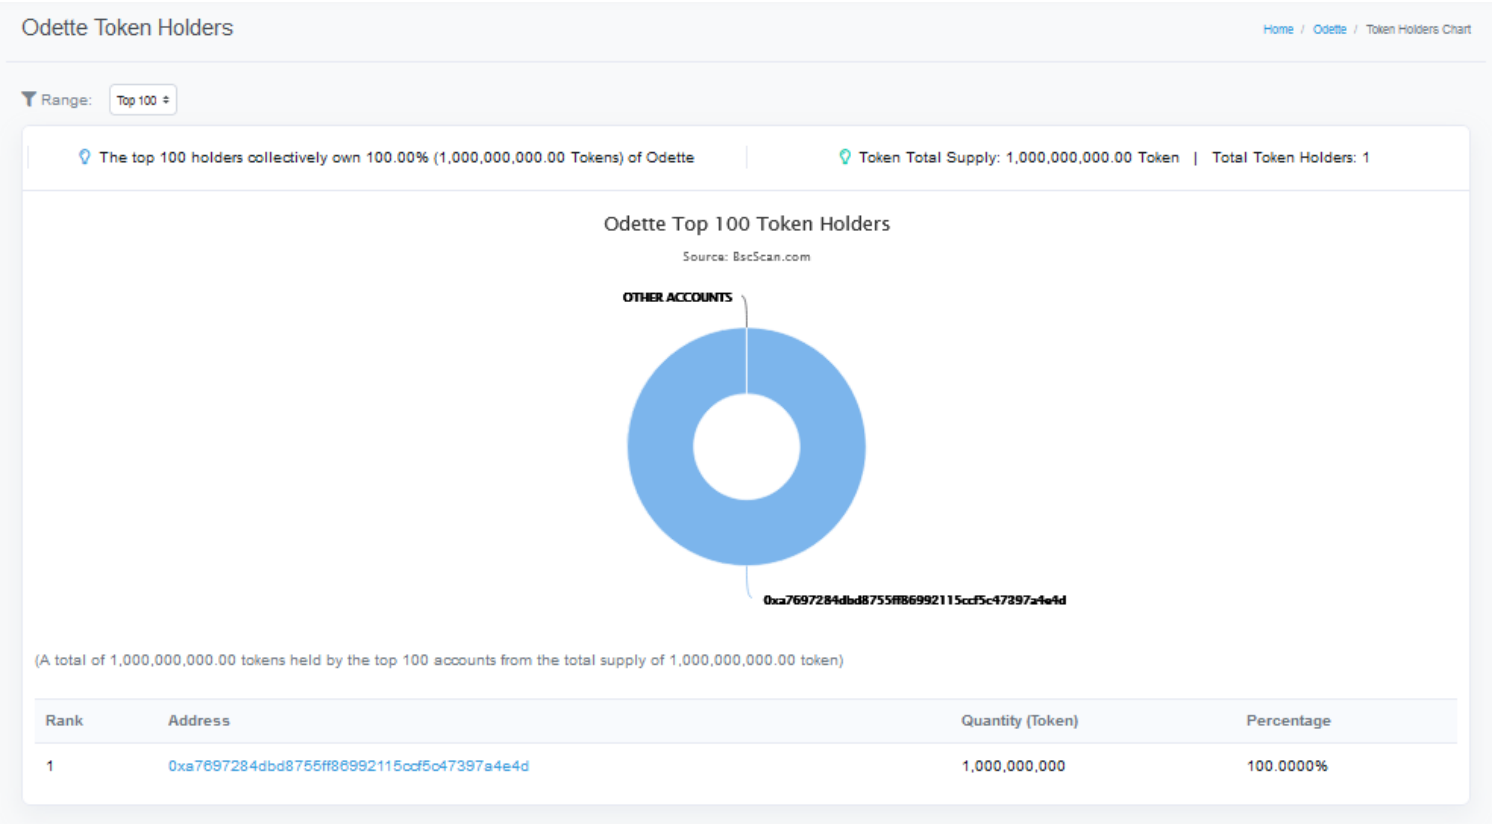 Odette Token Holders
Home / Odette / Token Holders Chart
Range: Top 100
The top 100 holders collectively own 100.00% (1,000,000,000.00 Tokens) of Odette
Token Total Supply: 1,000,000,000.00 Token | Total Token Holders: 1
Odette Top 100 Token Holders
Source: BscScan.com
OTHER ACCOUNTS
0xa7697284dbd8755ff86992115ccf5c47397a4e4d
(A total of 1,000,000,000.00 tokens held by the top 100 accounts from the total supply of 1,000,000,000.00 token)
Rank Address Quantity (Token) Percentage
1 0xa7697284dbd8755ff86992115ccf5c47397a4e4d 1,000,000,000 100.0000%